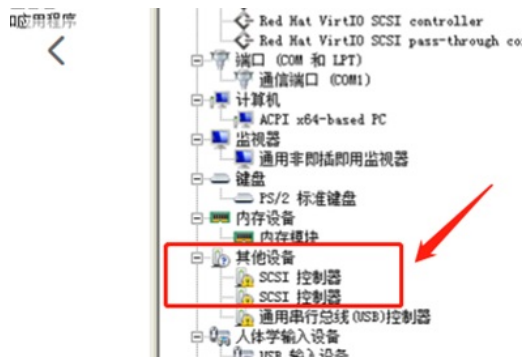 应用程序
Red Hat VirtIO SCSI controller
Red Hat VirtIO SCSI pass-through co
端口 (COM 和 LPT)
通信端口 (COM1)
计算机
ACPI x64-based PC
监视器
通用非即插即用监视器
键盘
PS/2 标准键盘
内存设备
内存模块
其他设备
SCSI 控制器
SCSI 控制器
通用串行总线(USB)控制器
人体学输入设备
USB 输入设备